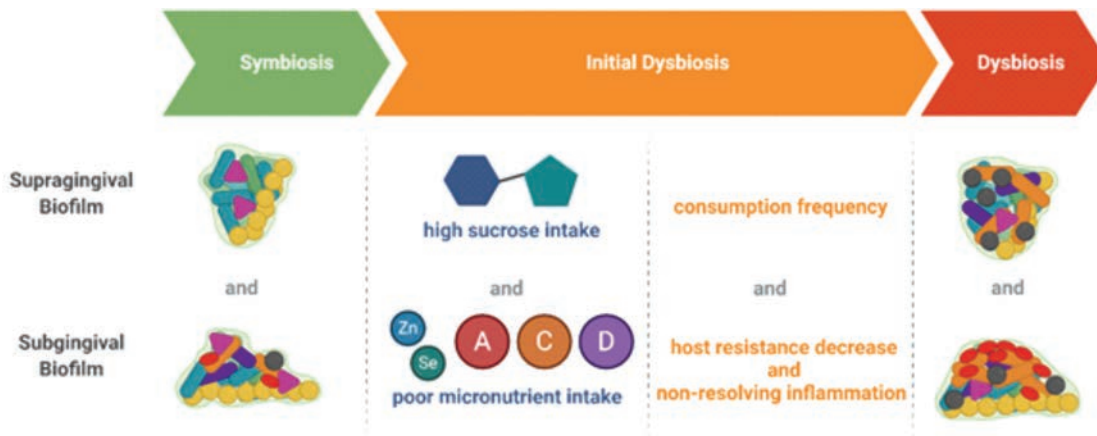 Symbiosis
Initial Dysbiosis
Dysbiosis
Supragingival
Biofilm
high sucrose intake
consumption frequency
and
and
and
and
Subgingival
Biofilm
Zn
Se
A
C
D
poor micronutrient intake
host resistance decrease
and
non-resolving inflammation